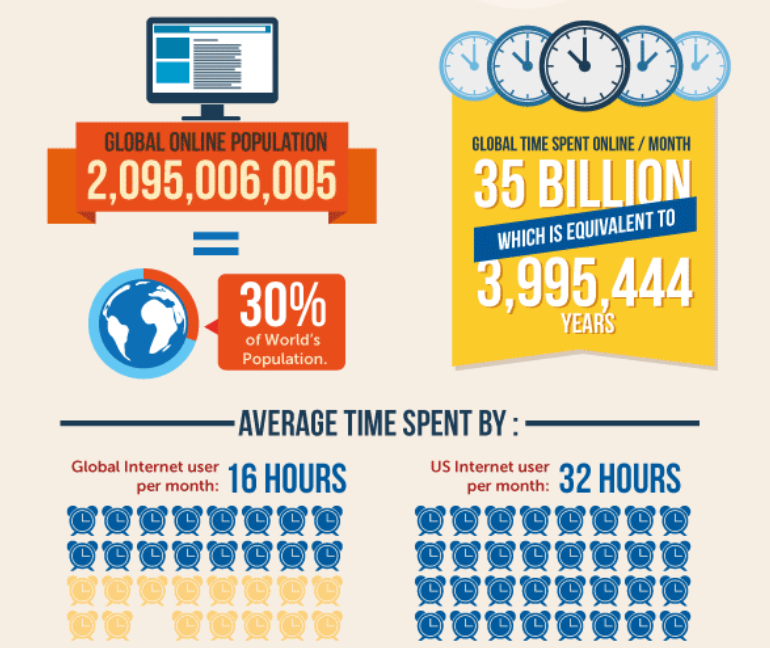 GLOBAL ONLINE POPULATION
2,095,006,005
30%
of World's
Population.
GLOBAL TIME SPENT ONLINE / MONTH
35 BILLION
WHICH IS EQUIVALENT TO
3,995,444
YEARS
AVERAGE TIME SPENT BY :
Global Internet user
per month: 16 HOURS
US Internet user
per month: 32 HOURS